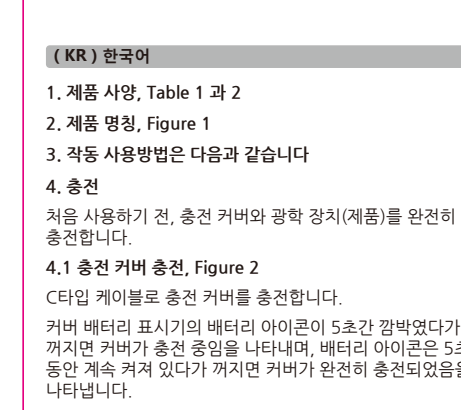 ( KR ) 한국어
1. 제품 사양, Table 1 과 2
2. 제품 명칭, Figure 1
3. 작동 사용방법은 다음과 같습니다
4. 충전
처음 사용하기 전, 충전 커버와 광학 장치(제품)를 완전히
충전합니다.
4.1 충전 커버 충전, Figure 2
C타입 케이블로 충전 커버를 충전합니다.
커버 배터리 표시기의 배터리 아이콘이 5초간 깜박였다가
꺼지면 커버가 충전 중임을 나타내며, 배터리 아이콘은 5초
동안 계속 켜져 있다가 꺼지면 커버가 완전히 충전되었음을
나타냅니다.